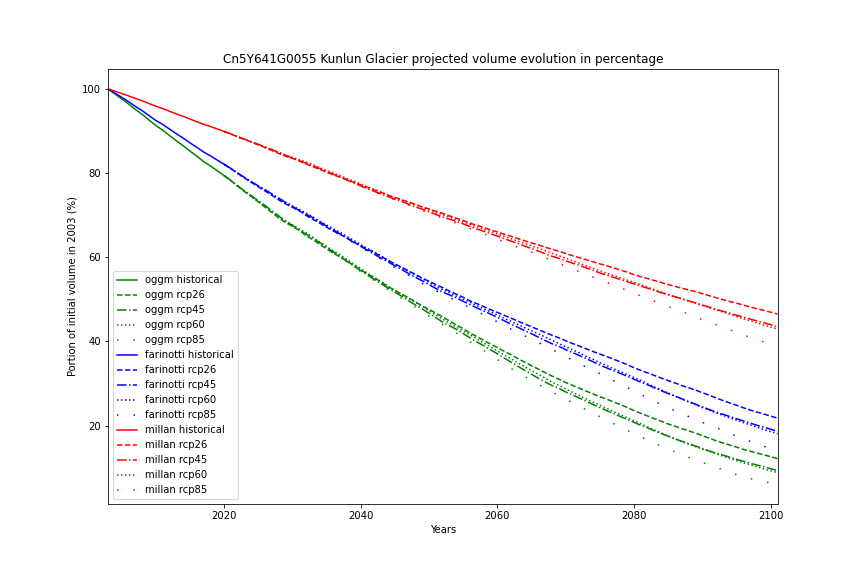 Cn5Y641G0055 Kunlun Glacier projected volume evolution in percentage
Portion of initial volume in 2003 (%)
100
80
60
40
20
oggm historical
oggm rcp26
oggm rcp45
oggm rcp60
oggm rcp85
farinotti historical
farinotti rcp26
farinotti rcp45
farinotti rcp60
farinotti rcp85
millan historical
millan rcp26
millan rcp45
millan rcp60
millan rcp85
2020 2040 2060 2080 2100
Years